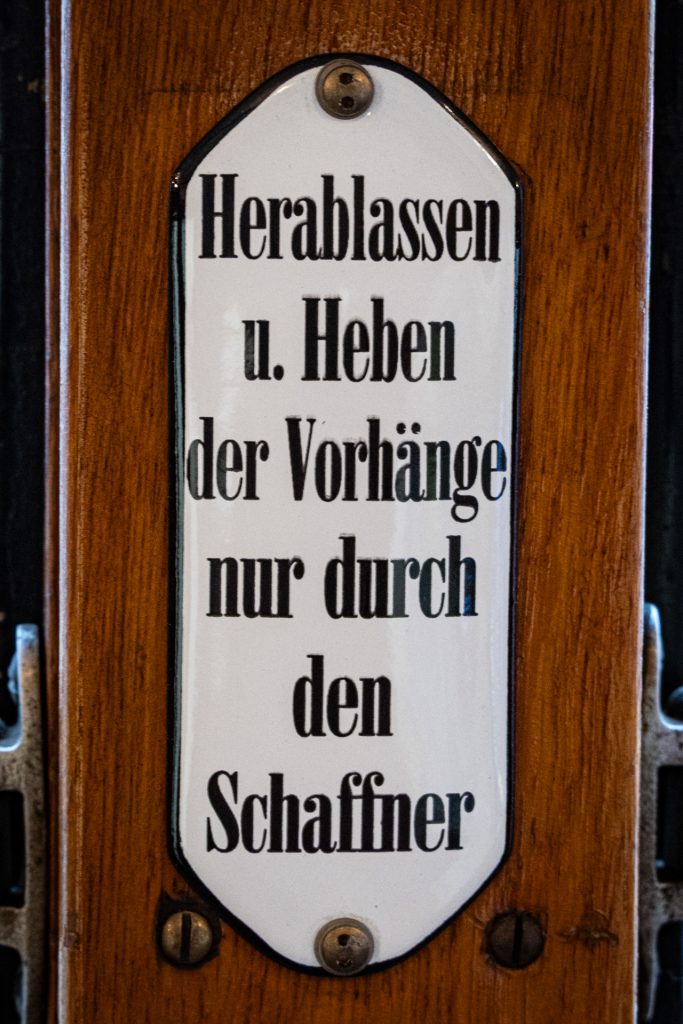 Herablassen
u. Heben
der Vorhänge
nur durch
den
Schaffner